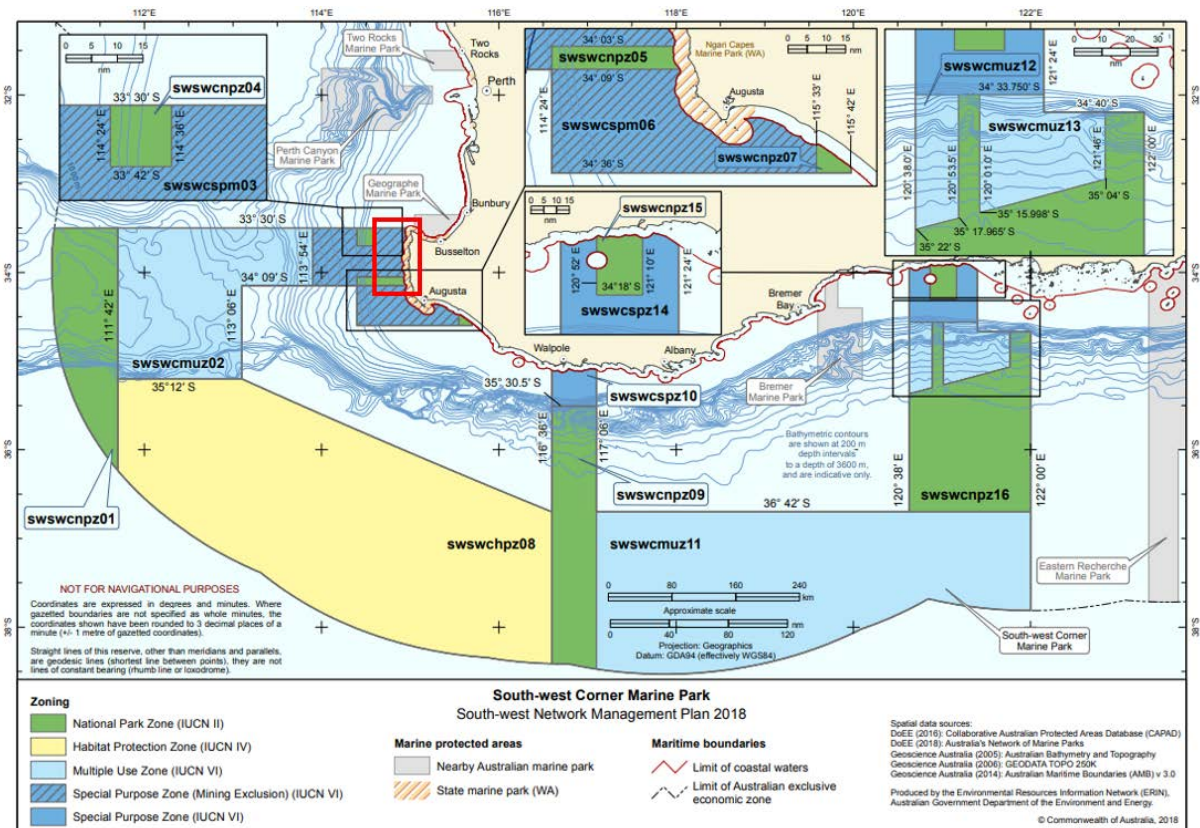 112°E
114°E
116°E
118°E
120°E
122°E
32°S
34°S
36°S
38°S
32°S
34°S
36°S
38°S
0 5 10 15
nm
swswcnpz04
33° 30' S
114° 24' E
114° 36' E
33° 42' S
swswcspm03
Two Rocks
Marine Park
Two
Rocks
Perth
Perth Canyon
Marine Park
Geographe
Marine Park
Bunbury
Busselton
Augusta
34° 03' S
swswcnpz05
34° 09' S
114° 24' E
swswcspm06
34° 36' S
Ngari Capes
Marine Park (WA)
0 5 10 15
nm
Augusta
115° 33' E
115° 42' E
swswcnpz07
0 5 10 15
nm
swswcnpz15
120° 52' E
34°18' S
121° 10' E
121° 24' E
swswcspz14
0 10 20 30
nm
121° 24' E
swswcmuz12
34° 33.750' S
34° 40' S
swswcmuz13
120° 38.0' E
120° 53.5' E
120° 01.0' E
121° 46' E
122° 00' E
35° 04' S
35° 15.998' S
35° 17.965' S
35° 22' S
33° 30' S
113° 54' E
34° 09' S
111° 42' E
113° 06' E
swswcmuz02
35°12' S
swswcnpz01
Walpole
Albany
Bremer
Bay
Bremer
Marine Park
35° 30.5' S
swswcspz10
116° 36' E
117° 06' E
swswcnpz09
Bathymetric contours
are shown at 200 m
depth intervals
to a depth of 3600 m,
and are indicative only.
36° 42' S
120° 38' E
swswcnpz16
122° 00' E
swswchpz08
swswcmuz11
Eastern Recherche
Marine Park
South-west Corner
Marine Park
0 80 160 240
km
Approximate scale
0 40 80 120
nm
Projection: Geographics
Datum: GDA94 (effectively WGS84)
NOT FOR NAVIGATIONAL PURPOSES
Coordinates are expressed in degrees and minutes. Where
gazetted boundaries are not specified as whole minutes, the
coordinates shown have been rounded to 3 decimal places of a
minute (+/- 1 metre of gazetted coordinates).
Straight lines of this reserve, other than meridians and parallels,
are geodesic lines (shortest line between points), they are not
lines of constant bearing (rhumb line or loxodrome).
South-west Corner Marine Park
South-west Network Management Plan 2018
Zoning
National Park Zone (IUCN II)
Habitat Protection Zone (IUCN IV)
Multiple Use Zone (IUCN VI)
Special Purpose Zone (Mining Exclusion) (IUCN VI)
Special Purpose Zone (IUCN VI)
Marine protected areas
Nearby Australian marine park
State marine park (WA)
Maritime boundaries
Limit of coastal waters
Limit of Australian exclusive
economic zone
Spatial data sources:
DoEE (2016): Collaborative Australian Protected Areas Database (CAPAD)
DoEE (2018): Australia's Network of Marine Parks
Geoscience Australia (2005): Australian Bathymetry and Topography
Geoscience Australia (2006): GEODATA TOPO 250K
Geoscience Australia (2014): Australian Maritime Boundaries (AMB) v 3.0
Produced by the Environmental Resources Information Network (ERIN),
Australian Government Department of the Environment and Energy.
© Commonwealth of Australia, 2018